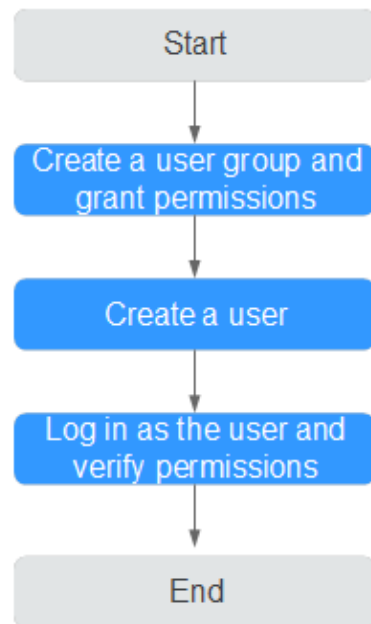 Start
Create a user group and
grant permissions
Create a user
Log in as the user and
verify permissions
End